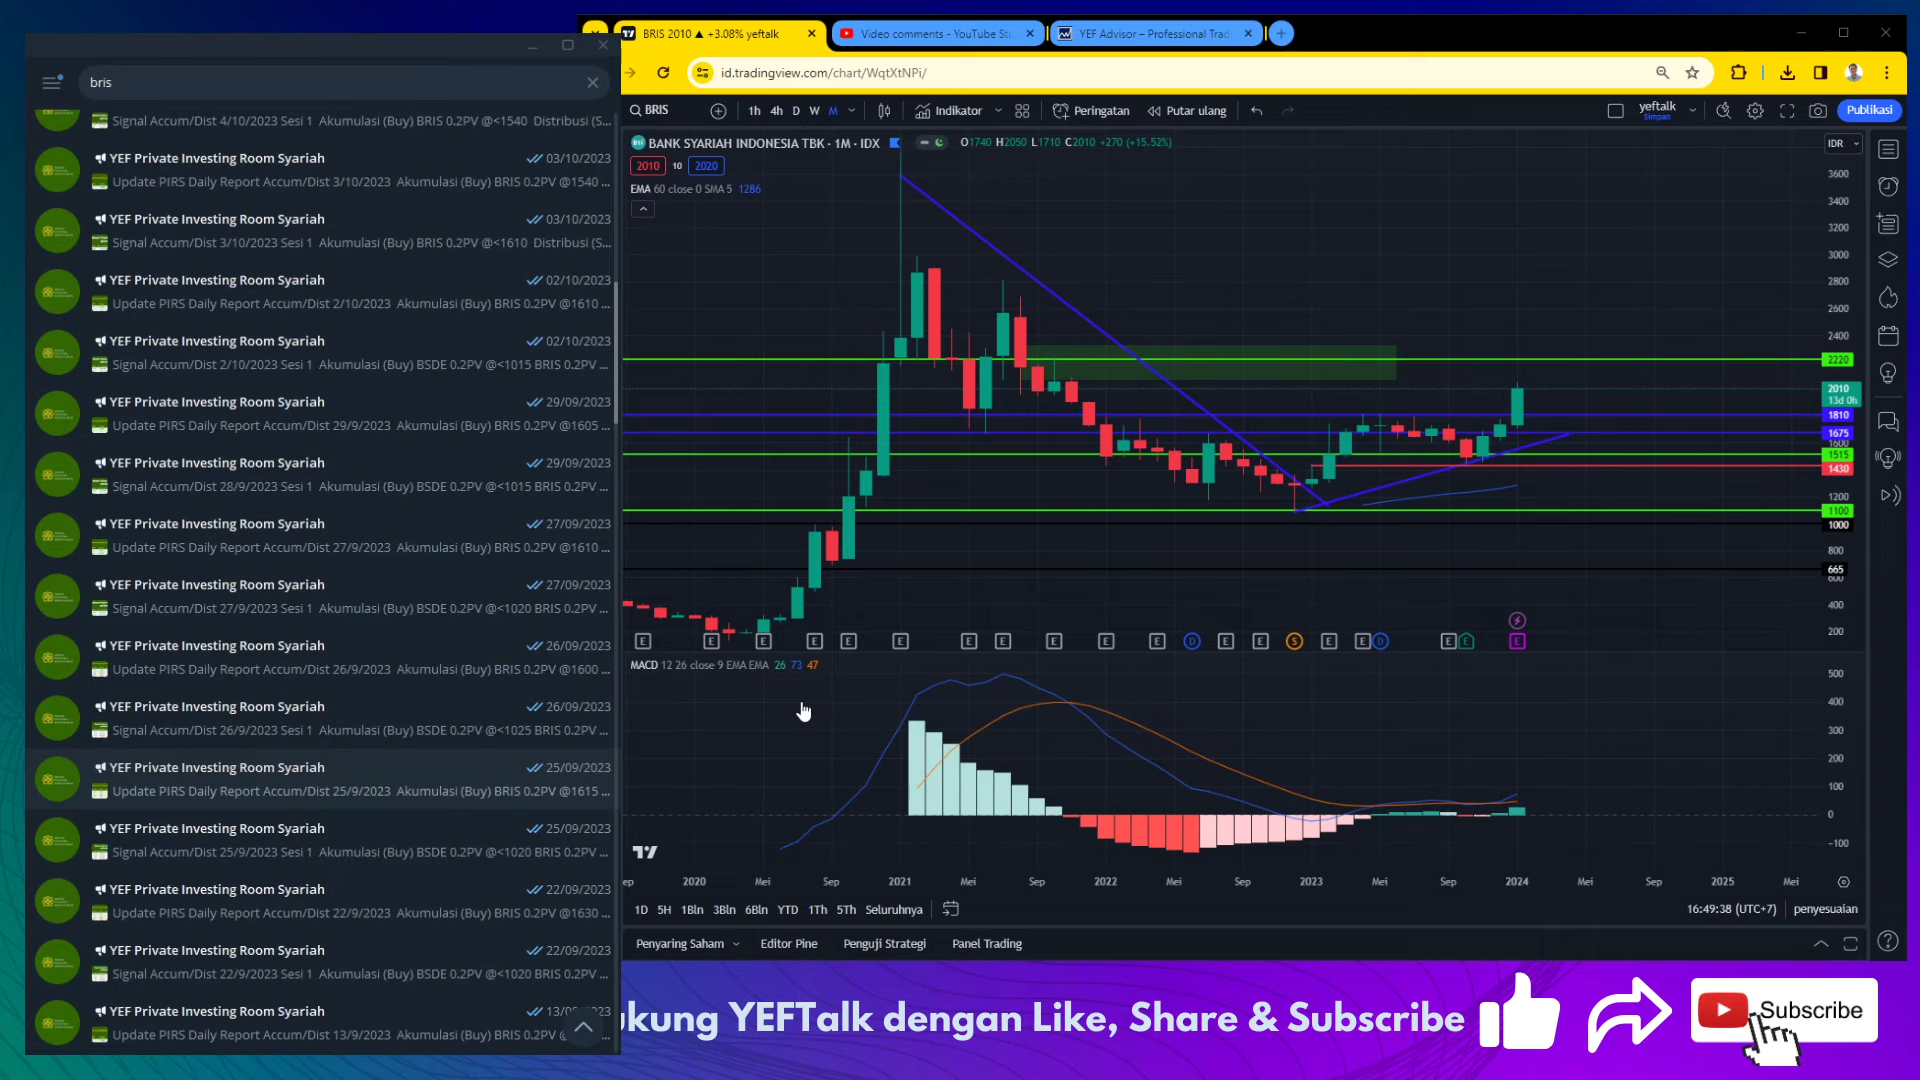 bris
Signal Accum/Dist 4/10/2023 Sesi 1 Akumulasi (Buy) BRIS 0.2PV @<1540 Distribusi (S...
YEF Private Investing Room Syariah 03/10/2023
Update PIRS Daily Report Accum/Dist 3/10/2023 Akumulasi (Buy) BRIS 0.2PV @1540 ...
YEF Private Investing Room Syariah 03/10/2023
Signal Accum/Dist 3/10/2023 Sesi 1 Akumulasi (Buy) BRIS 0.2PV @<1610 Distribusi (S...
YEF Private Investing Room Syariah 02/10/2023
Update PIRS Daily Report Accum/Dist 2/10/2023 Akumulasi (Buy) BRIS 0.2PV @1610 ...
YEF Private Investing Room Syariah 02/10/2023
Signal Accum/Dist 2/10/2023 Sesi 1 Akumulasi (Buy) BSDE 0.2PV @<1015 BRIS 0.2PV ...
YEF Private Investing Room Syariah 29/09/2023
Update PIRS Daily Report Accum/Dist 29/9/2023 Akumulasi (Buy) BRIS 0.2PV @1605 ...
YEF Private Investing Room Syariah 29/09/2023
Signal Accum/Dist 28/9/2023 Sesi 1 Akumulasi (Buy) BSDE 0.2PV @<1015 BRIS 0.2PV ...
YEF Private Investing Room Syariah 27/09/2023
Update PIRS Daily Report Accum/Dist 27/9/2023 Akumulasi (Buy) BRIS 0.2PV @1610 ...
YEF Private Investing Room Syariah 27/09/2023
Signal Accum/Dist 27/9/2023 Sesi 1 Akumulasi (Buy) BSDE 0.2PV @<1020 BRIS 0.2PV ...
YEF Private Investing Room Syariah 26/09/2023
Update PIRS Daily Report Accum/Dist 26/9/2023 Akumulasi (Buy) BRIS 0.2PV @1600 ...
YEF Private Investing Room Syariah 26/09/2023
Signal Accum/Dist 26/9/2023 Sesi 1 Akumulasi (Buy) BSDE 0.2PV @<1025 BRIS 0.2PV ...
YEF Private Investing Room Syariah 25/09/2023
Update PIRS Daily Report Accum/Dist 25/9/2023 Akumulasi (Buy) BRIS 0.2PV @1615 ...
YEF Private Investing Room Syariah 25/09/2023
Signal Accum/Dist 25/9/2023 Sesi 1 Akumulasi (Buy) BSDE 0.2PV @<1020 BRIS 0.2PV ...
YEF Private Investing Room Syariah 22/09/2023
Update PIRS Daily Report Accum/Dist 22/9/2023 Akumulasi (Buy) BRIS 0.2PV @1630 ...
YEF Private Investing Room Syariah 22/09/2023
Signal Accum/Dist 22/9/2023 Sesi 1 Akumulasi (Buy) BSDE 0.2PV @<1020 BRIS 0.2PV ...
YEF Private Investing Room Syariah
Update PIRS Daily Report Accum/Dist 13/9/2023 Akumulasi (Buy) BRIS 0.2PV
BRIS 2010 ▲ +3.08% yeftalk
Video comments - YouTube Stu
YEF Advisor – Professional Tradi
id.tradingview.com/chart/WqtXtNPi/
BRIS 1h 4h D W M Indikator Peringatan Putar ulang yeftalk Simpan Publikasi
BANK SYARIAH INDONESIA TBK · 1M · IDX O1740 H2050 L1710 C2010 +270 (+15.52%) IDR
2010 10 2020
EMA 60 close 0 SMA 5 1286
3600
3400
3200
3000
2800
2600
2400
2220
2010
13d 0h
1810
1675
1600
1515
1430
1200
1100
1000
800
665
600
400
200
E E E E E E E E E E E D E E S E E D E E E
MACD 12 26 close 9 EMA EMA 26 73 47
500
400
300
200
100
0
−100
ep 2020 Mei Sep 2021 Mei Sep 2022 Mei Sep 2023 Mei Sep 2024 Mei Sep 2025 Mei
1D 5H 1Bln 3Bln 6Bln YTD 1Th 5Th Seluruhnya 16:49:38 (UTC+7) penyesuaian
Penyaring Saham Editor Pine Penguji Strategi Panel Trading
ukung YEFTalk dengan Like, Share & Subscribe
Subscribe